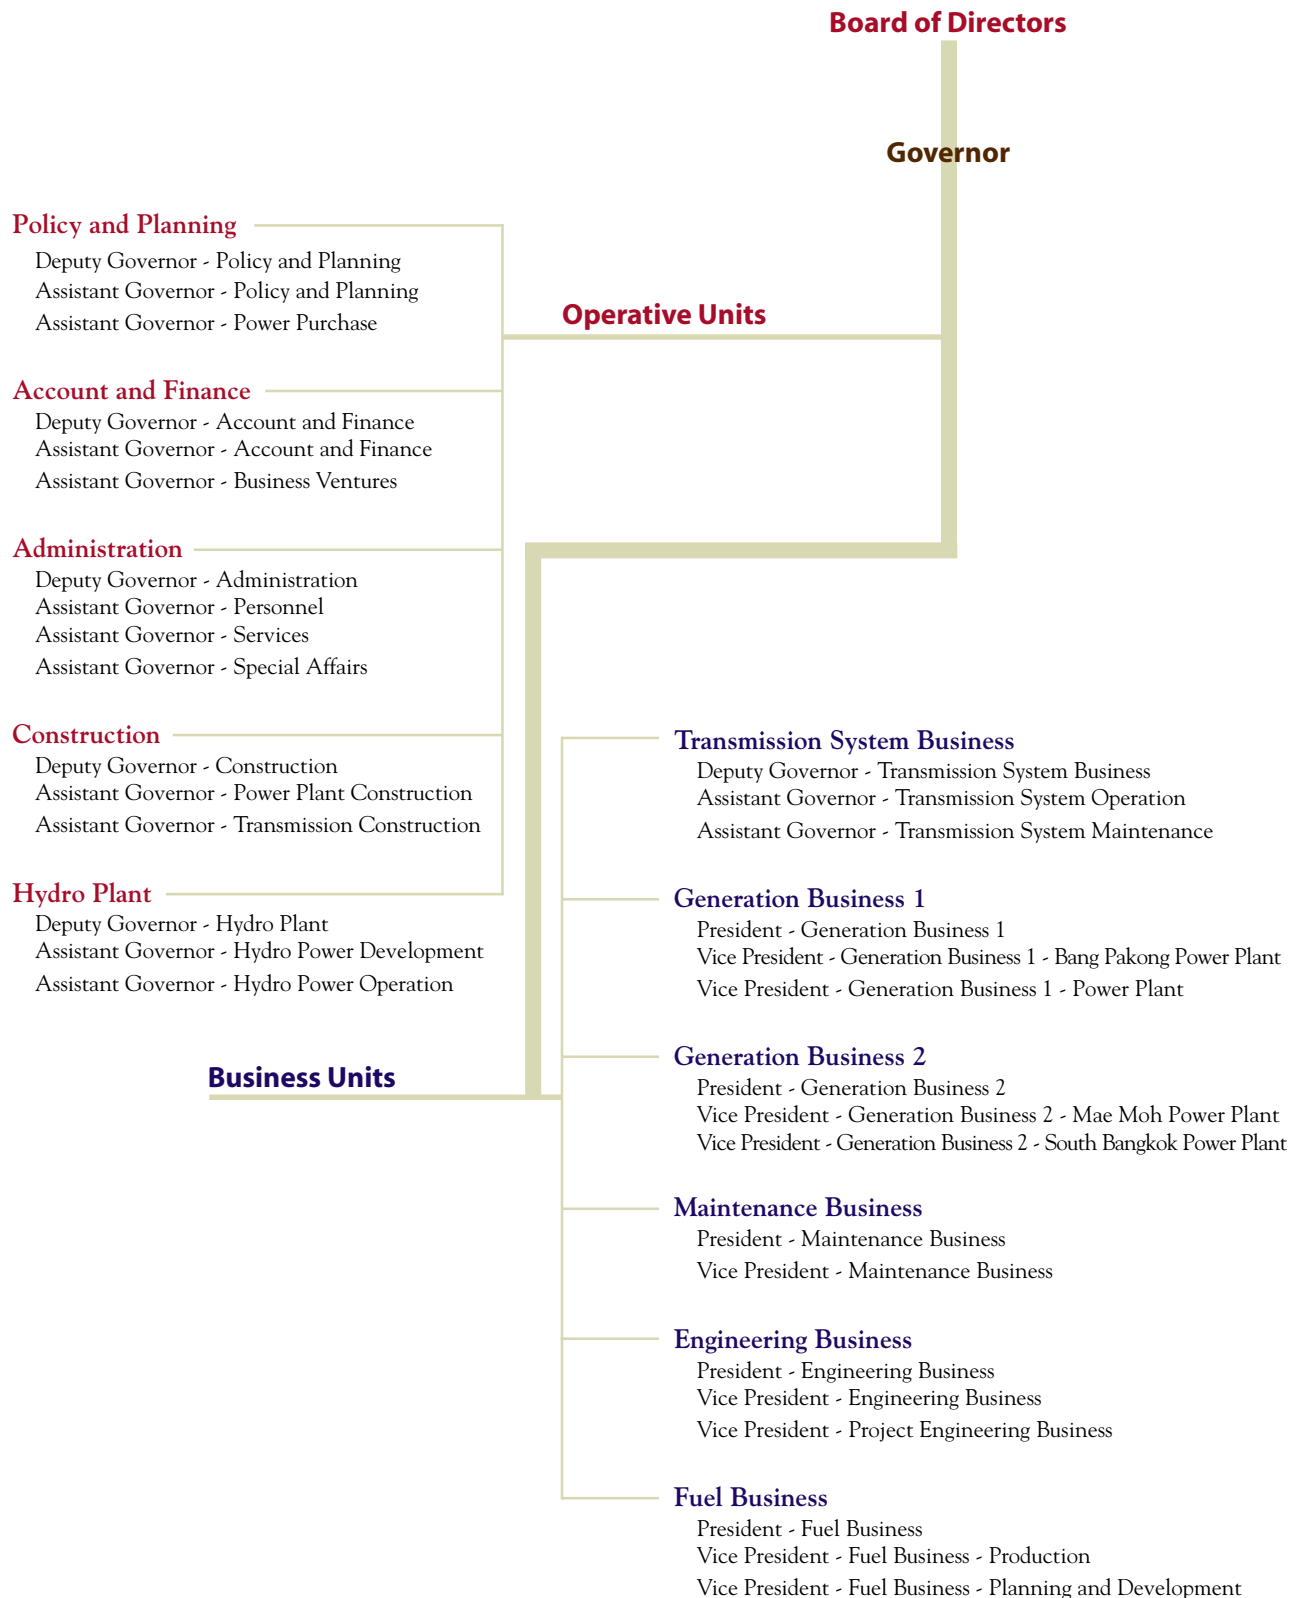 Board of Directors
Governor
Operative Units
Policy and Planning
Deputy Governor - Policy and Planning
Assistant Governor - Policy and Planning
Assistant Governor - Power Purchase
Account and Finance
Deputy Governor - Account and Finance
Assistant Governor - Account and Finance
Assistant Governor - Business Ventures
Administration
Deputy Governor - Administration
Assistant Governor - Personnel
Assistant Governor - Services
Assistant Governor - Special Affairs
Construction
Deputy Governor - Construction
Assistant Governor - Power Plant Construction
Assistant Governor - Transmission Construction
Hydro Plant
Deputy Governor - Hydro Plant
Assistant Governor - Hydro Power Development
Assistant Governor - Hydro Power Operation
Business Units
Transmission System Business
Deputy Governor - Transmission System Business
Assistant Governor - Transmission System Operation
Assistant Governor - Transmission System Maintenance
Generation Business 1
President - Generation Business 1
Vice President - Generation Business 1 - Bang Pakong Power Plant
Vice President - Generation Business 1 - Power Plant
Generation Business 2
President - Generation Business 2
Vice President - Generation Business 2 - Mae Moh Power Plant
Vice President - Generation Business 2 - South Bangkok Power Plant
Maintenance Business
President - Maintenance Business
Vice President - Maintenance Business
Engineering Business
President - Engineering Business
Vice President - Engineering Business
Vice President - Project Engineering Business
Fuel Business
President - Fuel Business
Vice President - Fuel Business - Production
Vice President - Fuel Business - Planning and Development